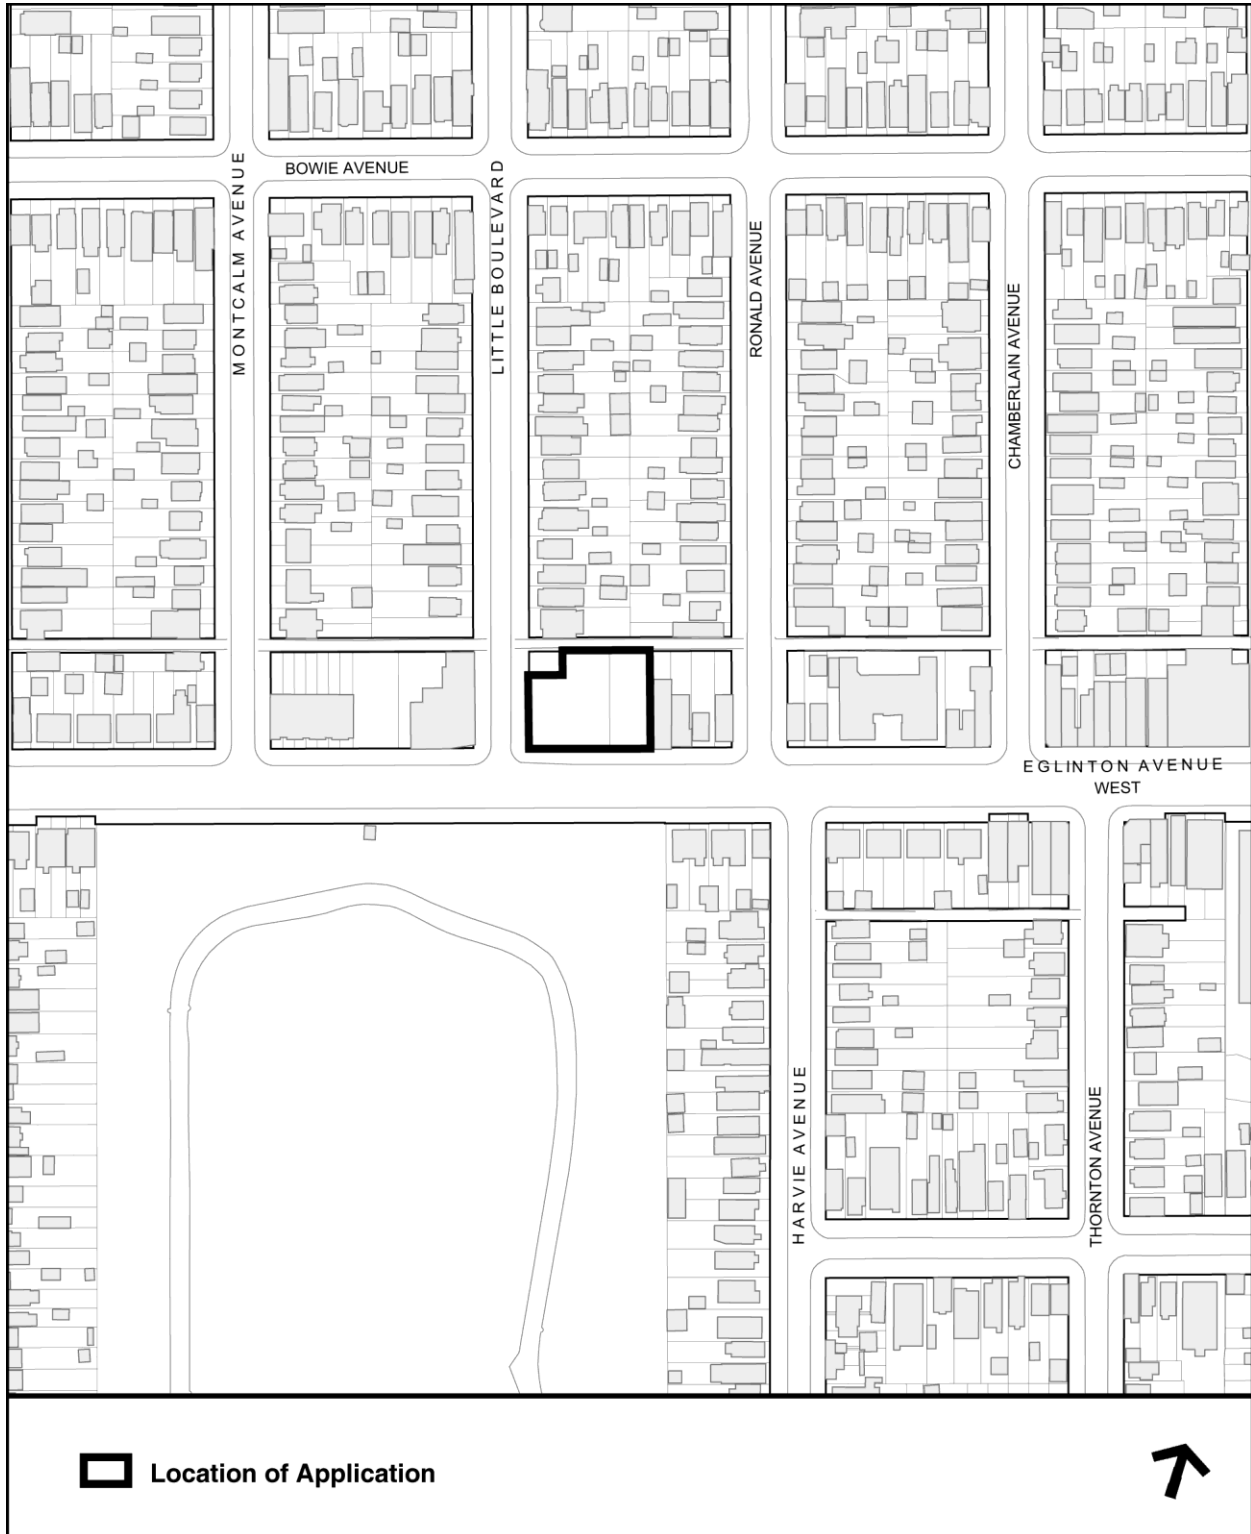 BOWIE AVENUE
MONTCALM AVENUE
LITTLE BOULEVARD
RONALD AVENUE
CHAMBERLAIN AVENUE
EGLINTON AVENUE
WEST
HARVIE AVENUE
THORNTON AVENUE
Location of Application